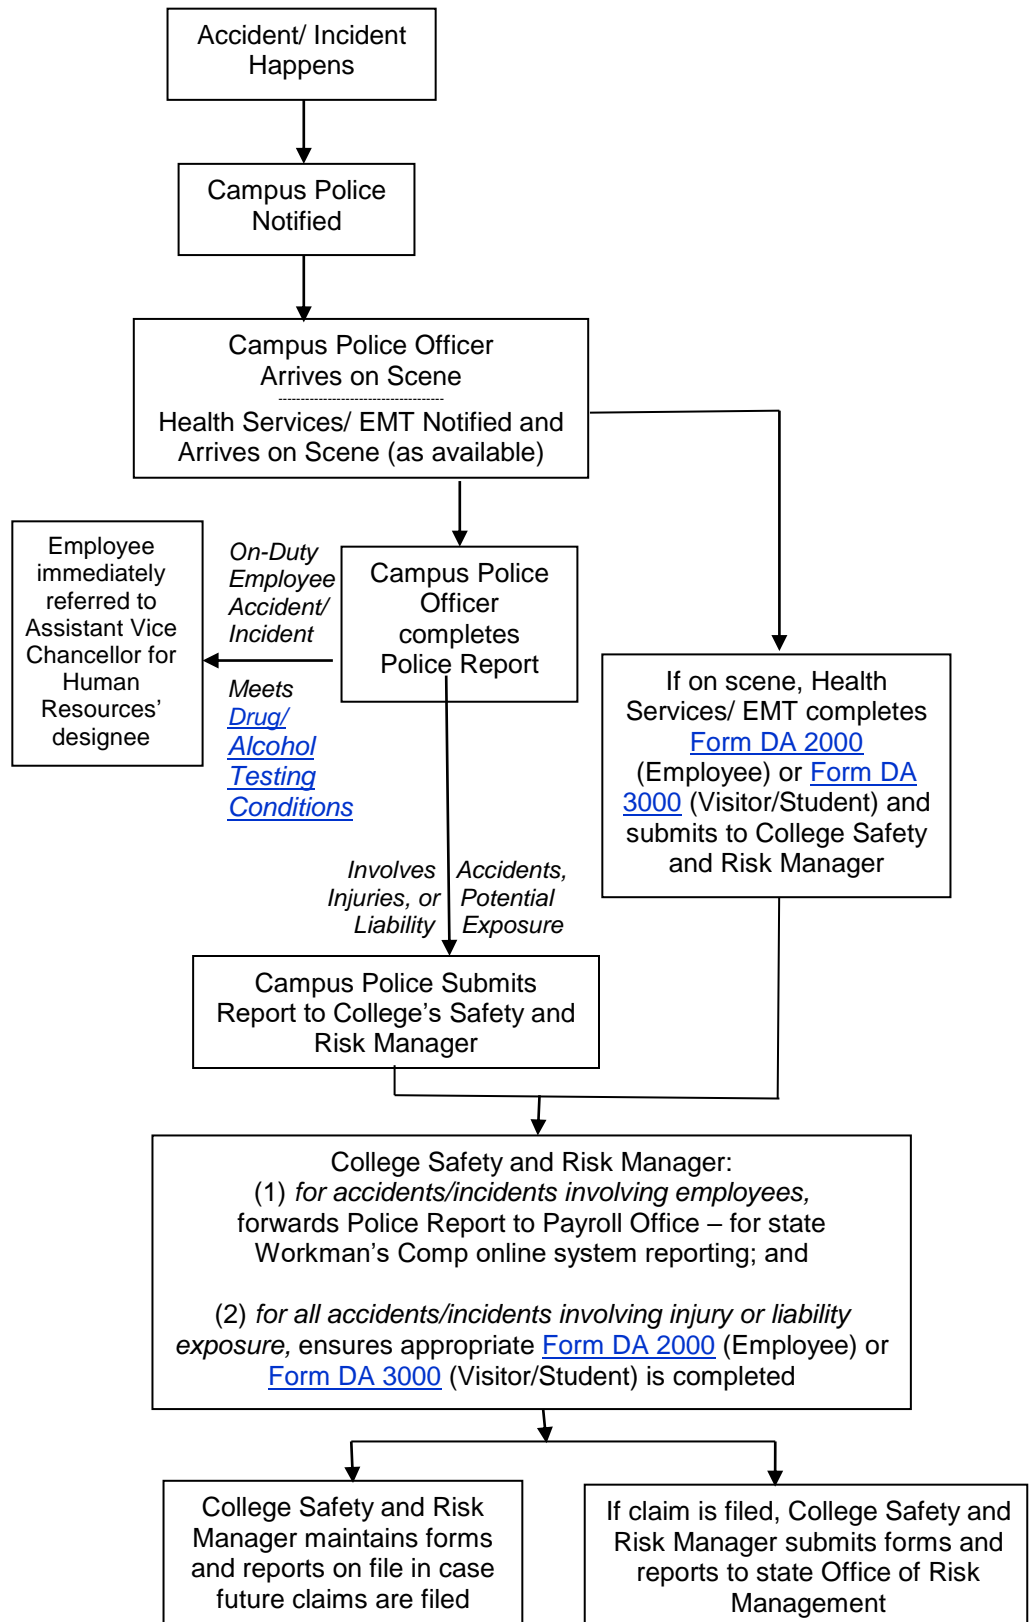 Accident/ Incident
Happens
Campus Police
Notified
Campus Police Officer
Arrives on Scene
--------------------------------------
Health Services/ EMT Notified and
Arrives on Scene (as available)
Employee
immediately
referred to
Assistant Vice
Chancellor for
Human
Resources’
designee
On-Duty
Employee
Accident/
Incident
Meets
Drug/
Alcohol
Testing
Conditions
Campus Police
Officer
completes
Police Report
If on scene, Health
Services/ EMT completes
Form DA 2000
(Employee) or Form DA
3000 (Visitor/Student) and
submits to College Safety
and Risk Manager
Involves Accidents,
Injuries, or Potential
Liability Exposure
Campus Police Submits
Report to College’s Safety and
Risk Manager
College Safety and Risk Manager:
(1) for accidents/incidents involving employees,
forwards Police Report to Payroll Office – for state
Workman’s Comp online system reporting; and
(2) for all accidents/incidents involving injury or liability
exposure, ensures appropriate Form DA 2000 (Employee) or
Form DA 3000 (Visitor/Student) is completed
College Safety and Risk
Manager maintains forms
and reports on file in case
future claims are filed
If claim is filed, College Safety and
Risk Manager submits forms and
reports to state Office of Risk
Management